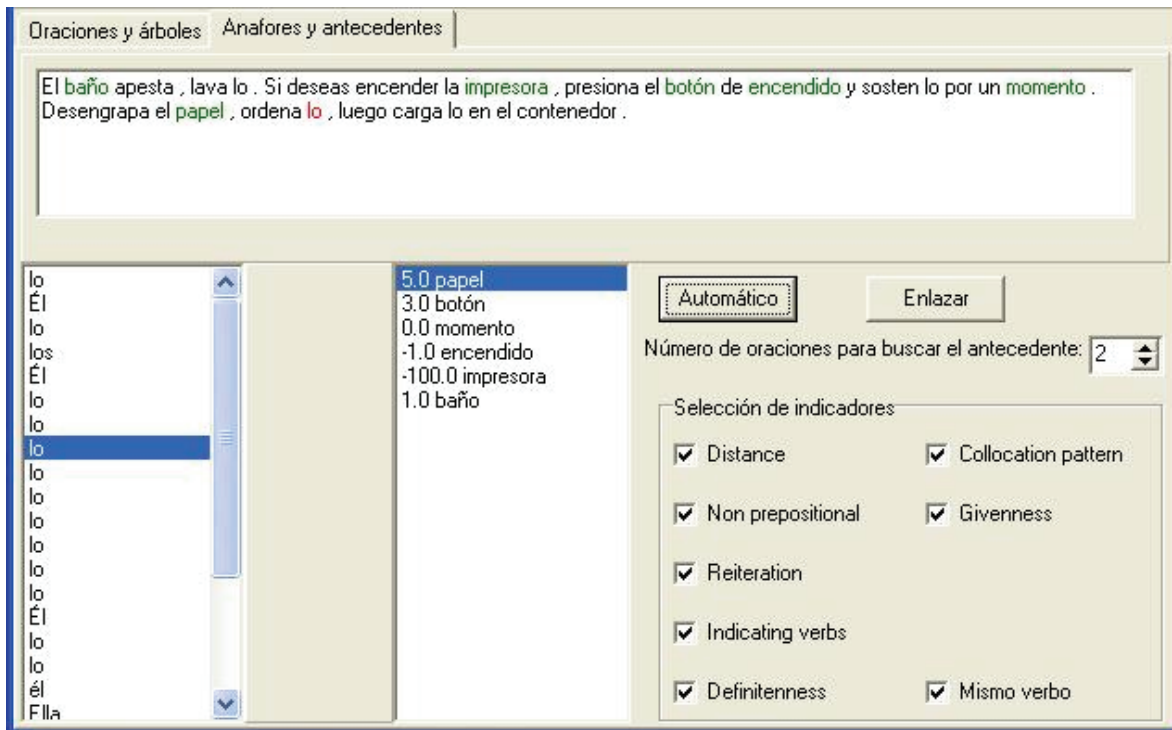 Oraciones y árboles
Anafores y antecedentes
El baño apesta , lava lo . Si deseas encender la impresora , presiona el botón de encendido y sosten lo por un momento .
Desengrapa el papel , ordena lo , luego carga lo en el contenedor .
lo
Él
lo
los
Él
lo
lo
lo
lo
lo
lo
lo
lo
lo
Él
lo
lo
él
Ella
5.0 papel
3.0 botón
0.0 momento
-1.0 encendido
-100.0 impresora
1.0 baño
Automático
Enlazar
Número de oraciones para buscar el antecedente: 2
Selección de indicadores
Distance
Collocation pattern
Non prepositional
Givenness
Reiteration
Indicating verbs
Definitenness
Mismo verbo